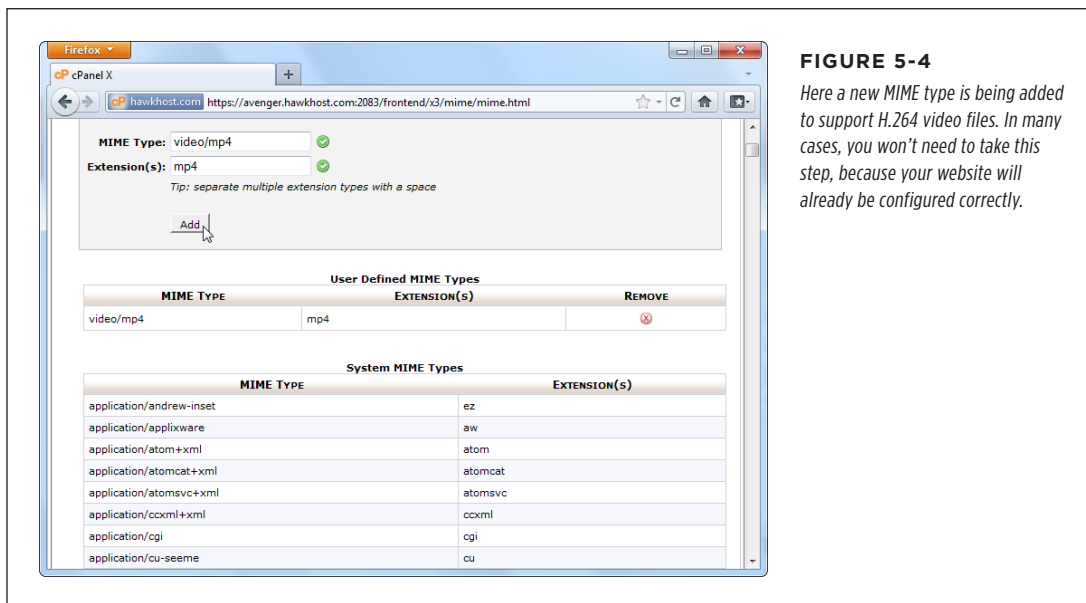 Firefox
cP cPanel X
+
cP hawkhost.com https://avenger.hawkhost.com:2083/frontend/x3/mime/mime.html
MIME Type: video/mp4
Extension(s): mp4
Tip: separate multiple extension types with a space
Add
User Defined MIME Types
MIME TYPE EXTENSION(S) REMOVE
video/mp4 mp4
System MIME Types
MIME TYPE EXTENSION(S)
application/andrew-inset ez
application/applixware aw
application/atom+xml atom
application/atomcat+xml atomcat
application/atomsvc+xml atomsvc
application/ccxml+xml ccxml
application/cgi cgi
application/cu-seeme cu
FIGURE 5-4
Here a new MIME type is being added
to support H.264 video files. In many
cases, you won’t need to take this
step, because your website will
already be configured correctly.